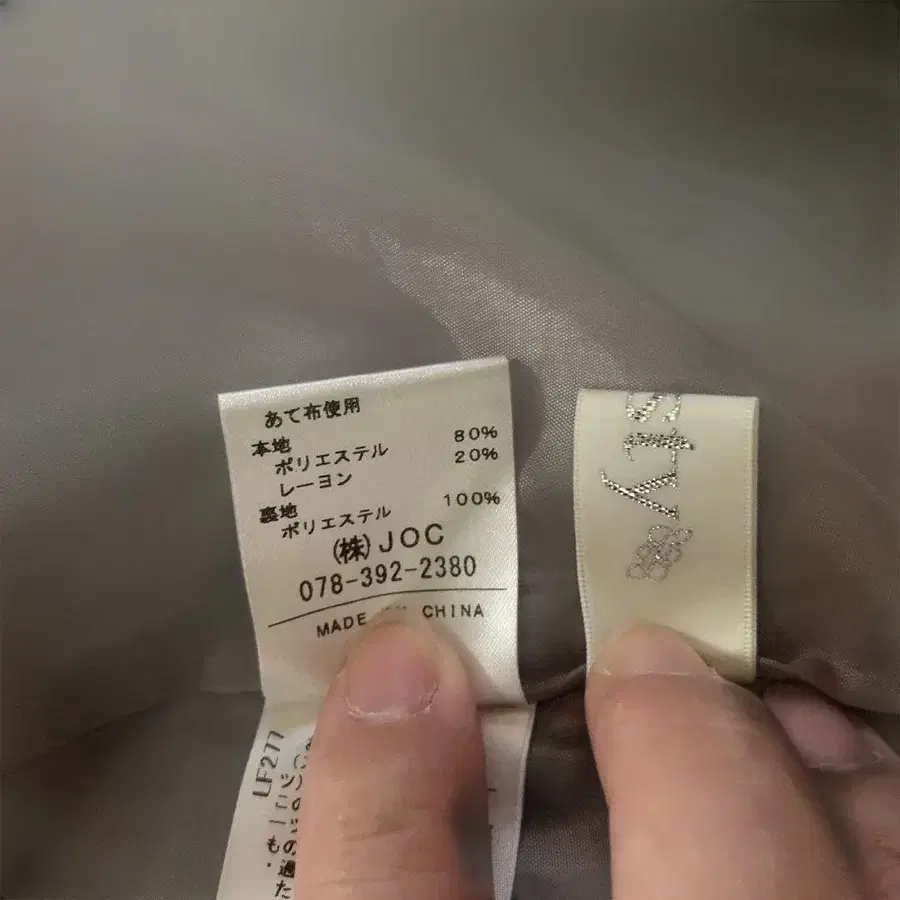 あて布使用
本地
ポリエステル 80%
レーヨン 20%
裏地
ポリエステル 100%
(株)JOC
078-392-2380
MADE IN CHINA
sty
LF277